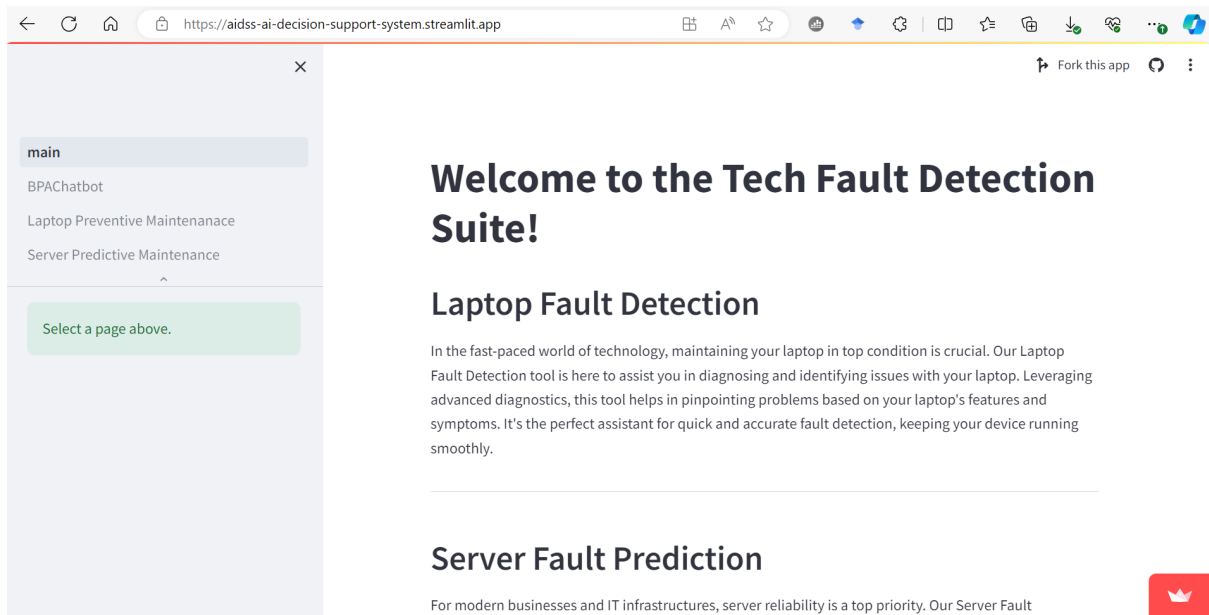 https://aidss-ai-decision-support-system.streamlit.app
Fork this app
main
BPAChatbot
Laptop Preventive Maintenanace
Server Predictive Maintenance
Select a page above.
Welcome to the Tech Fault Detection
Suite!
Laptop Fault Detection
In the fast-paced world of technology, maintaining your laptop in top condition is crucial. Our Laptop
Fault Detection tool is here to assist you in diagnosing and identifying issues with your laptop. Leveraging
advanced diagnostics, this tool helps in pinpointing problems based on your laptop's features and
symptoms. It's the perfect assistant for quick and accurate fault detection, keeping your device running
smoothly.
Server Fault Prediction
For modern businesses and IT infrastructures, server reliability is a top priority. Our Server Fault